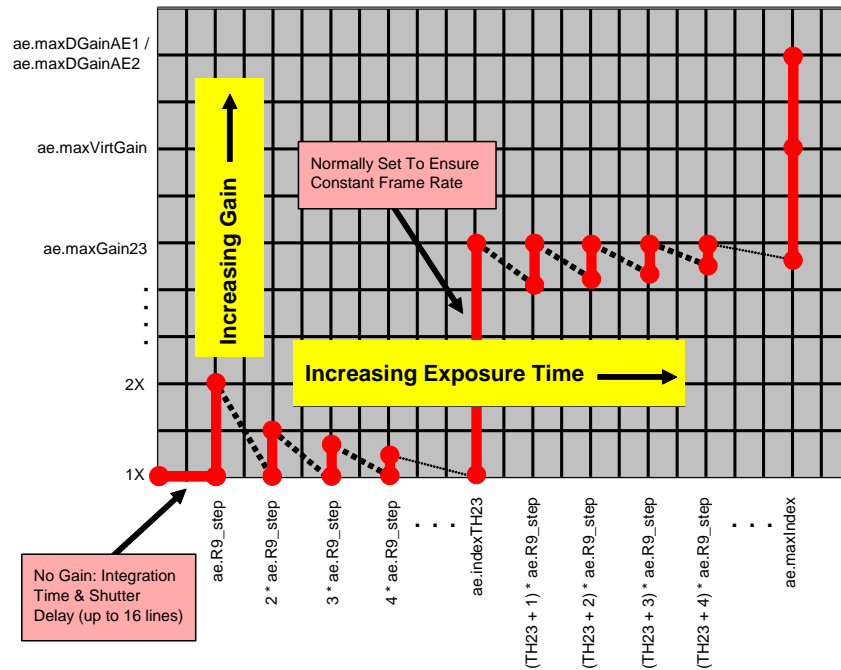 ae.maxDGainAE1 /
ae.maxDGainAE2
ae.maxVirtGain
ae.maxGain23
. . . .
2X
1X
Increasing Gain
Normally Set To Ensure
Constant Frame Rate
Increasing Exposure Time
No Gain: Integration
Time & Shutter
Delay (up to 16 lines)
ae.R9_step
2 * ae.R9_step
3 * ae.R9_step
4 * ae.R9_step
. . .
ae.indexTH23
(TH23 + 1) * ae.R9_step
(TH23 + 2) * ae.R9_step
(TH23 + 3) * ae.R9_step
(TH23 + 4) * ae.R9_step
. . .
ae.maxIndex